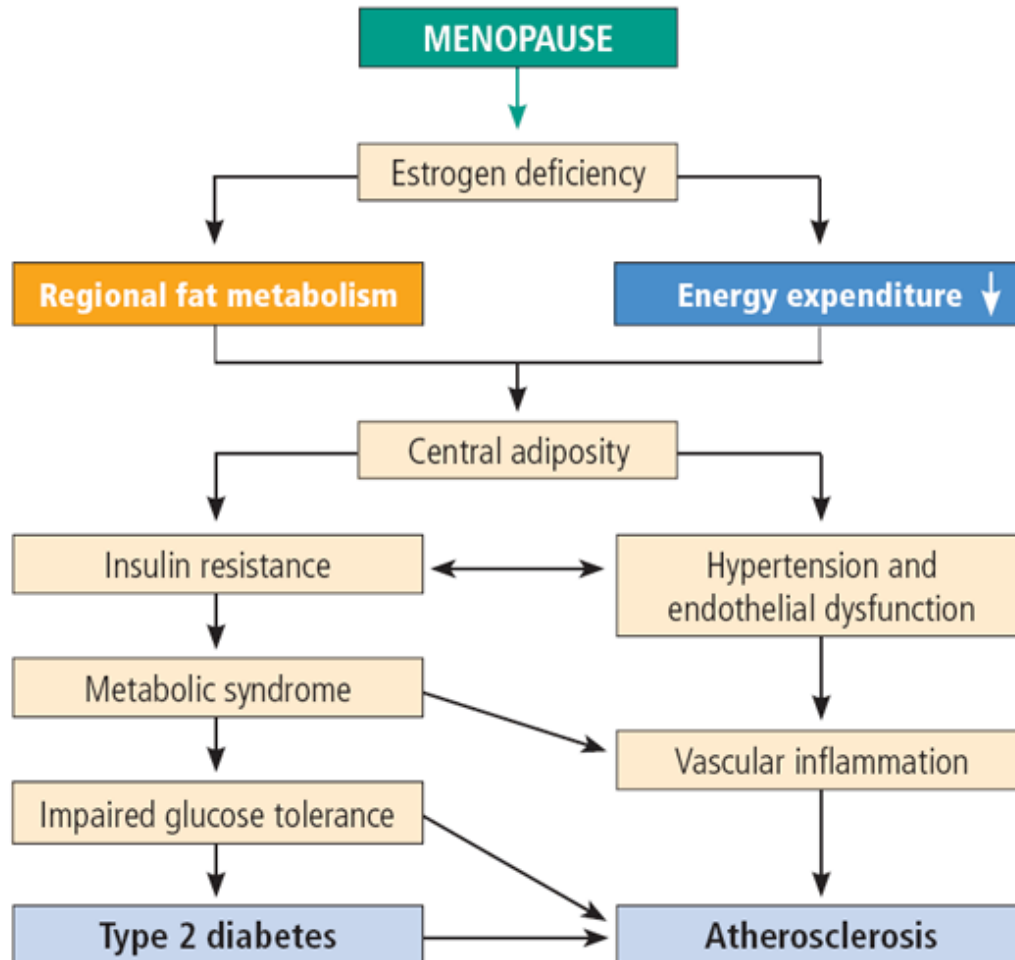 MENOPAUSE
Estrogen deficiency
Regional fat metabolism
Energy expenditure ↓
Central adiposity
Insulin resistance
Hypertension and
endothelial dysfunction
Metabolic syndrome
Vascular inflammation
Impaired glucose tolerance
Type 2 diabetes
Atherosclerosis